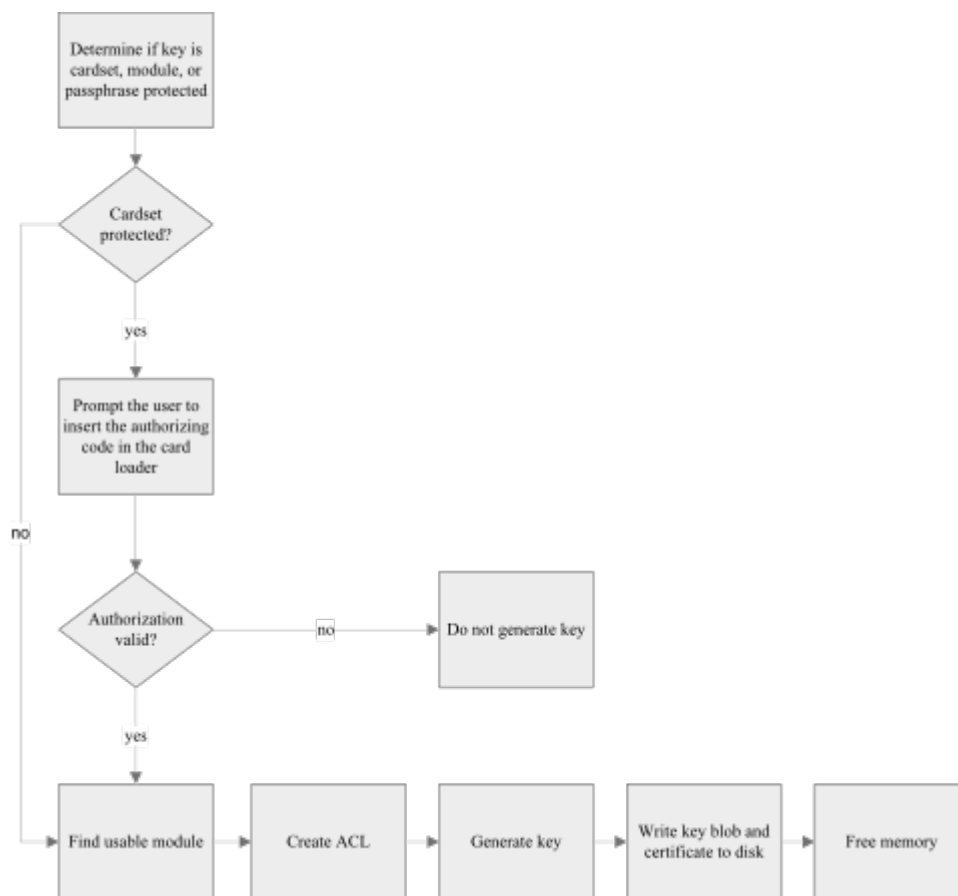 Determine if key is
cardset, module, or
passphrase protected
Cardset
protected?
yes
Prompt the user to
insert the authorizing
code in the card
loader
no
Authorization
valid?
no
Do not generate key
yes
Find usable module
Create ACL
Generate key
Write key blob and
certificate to disk
Free memory